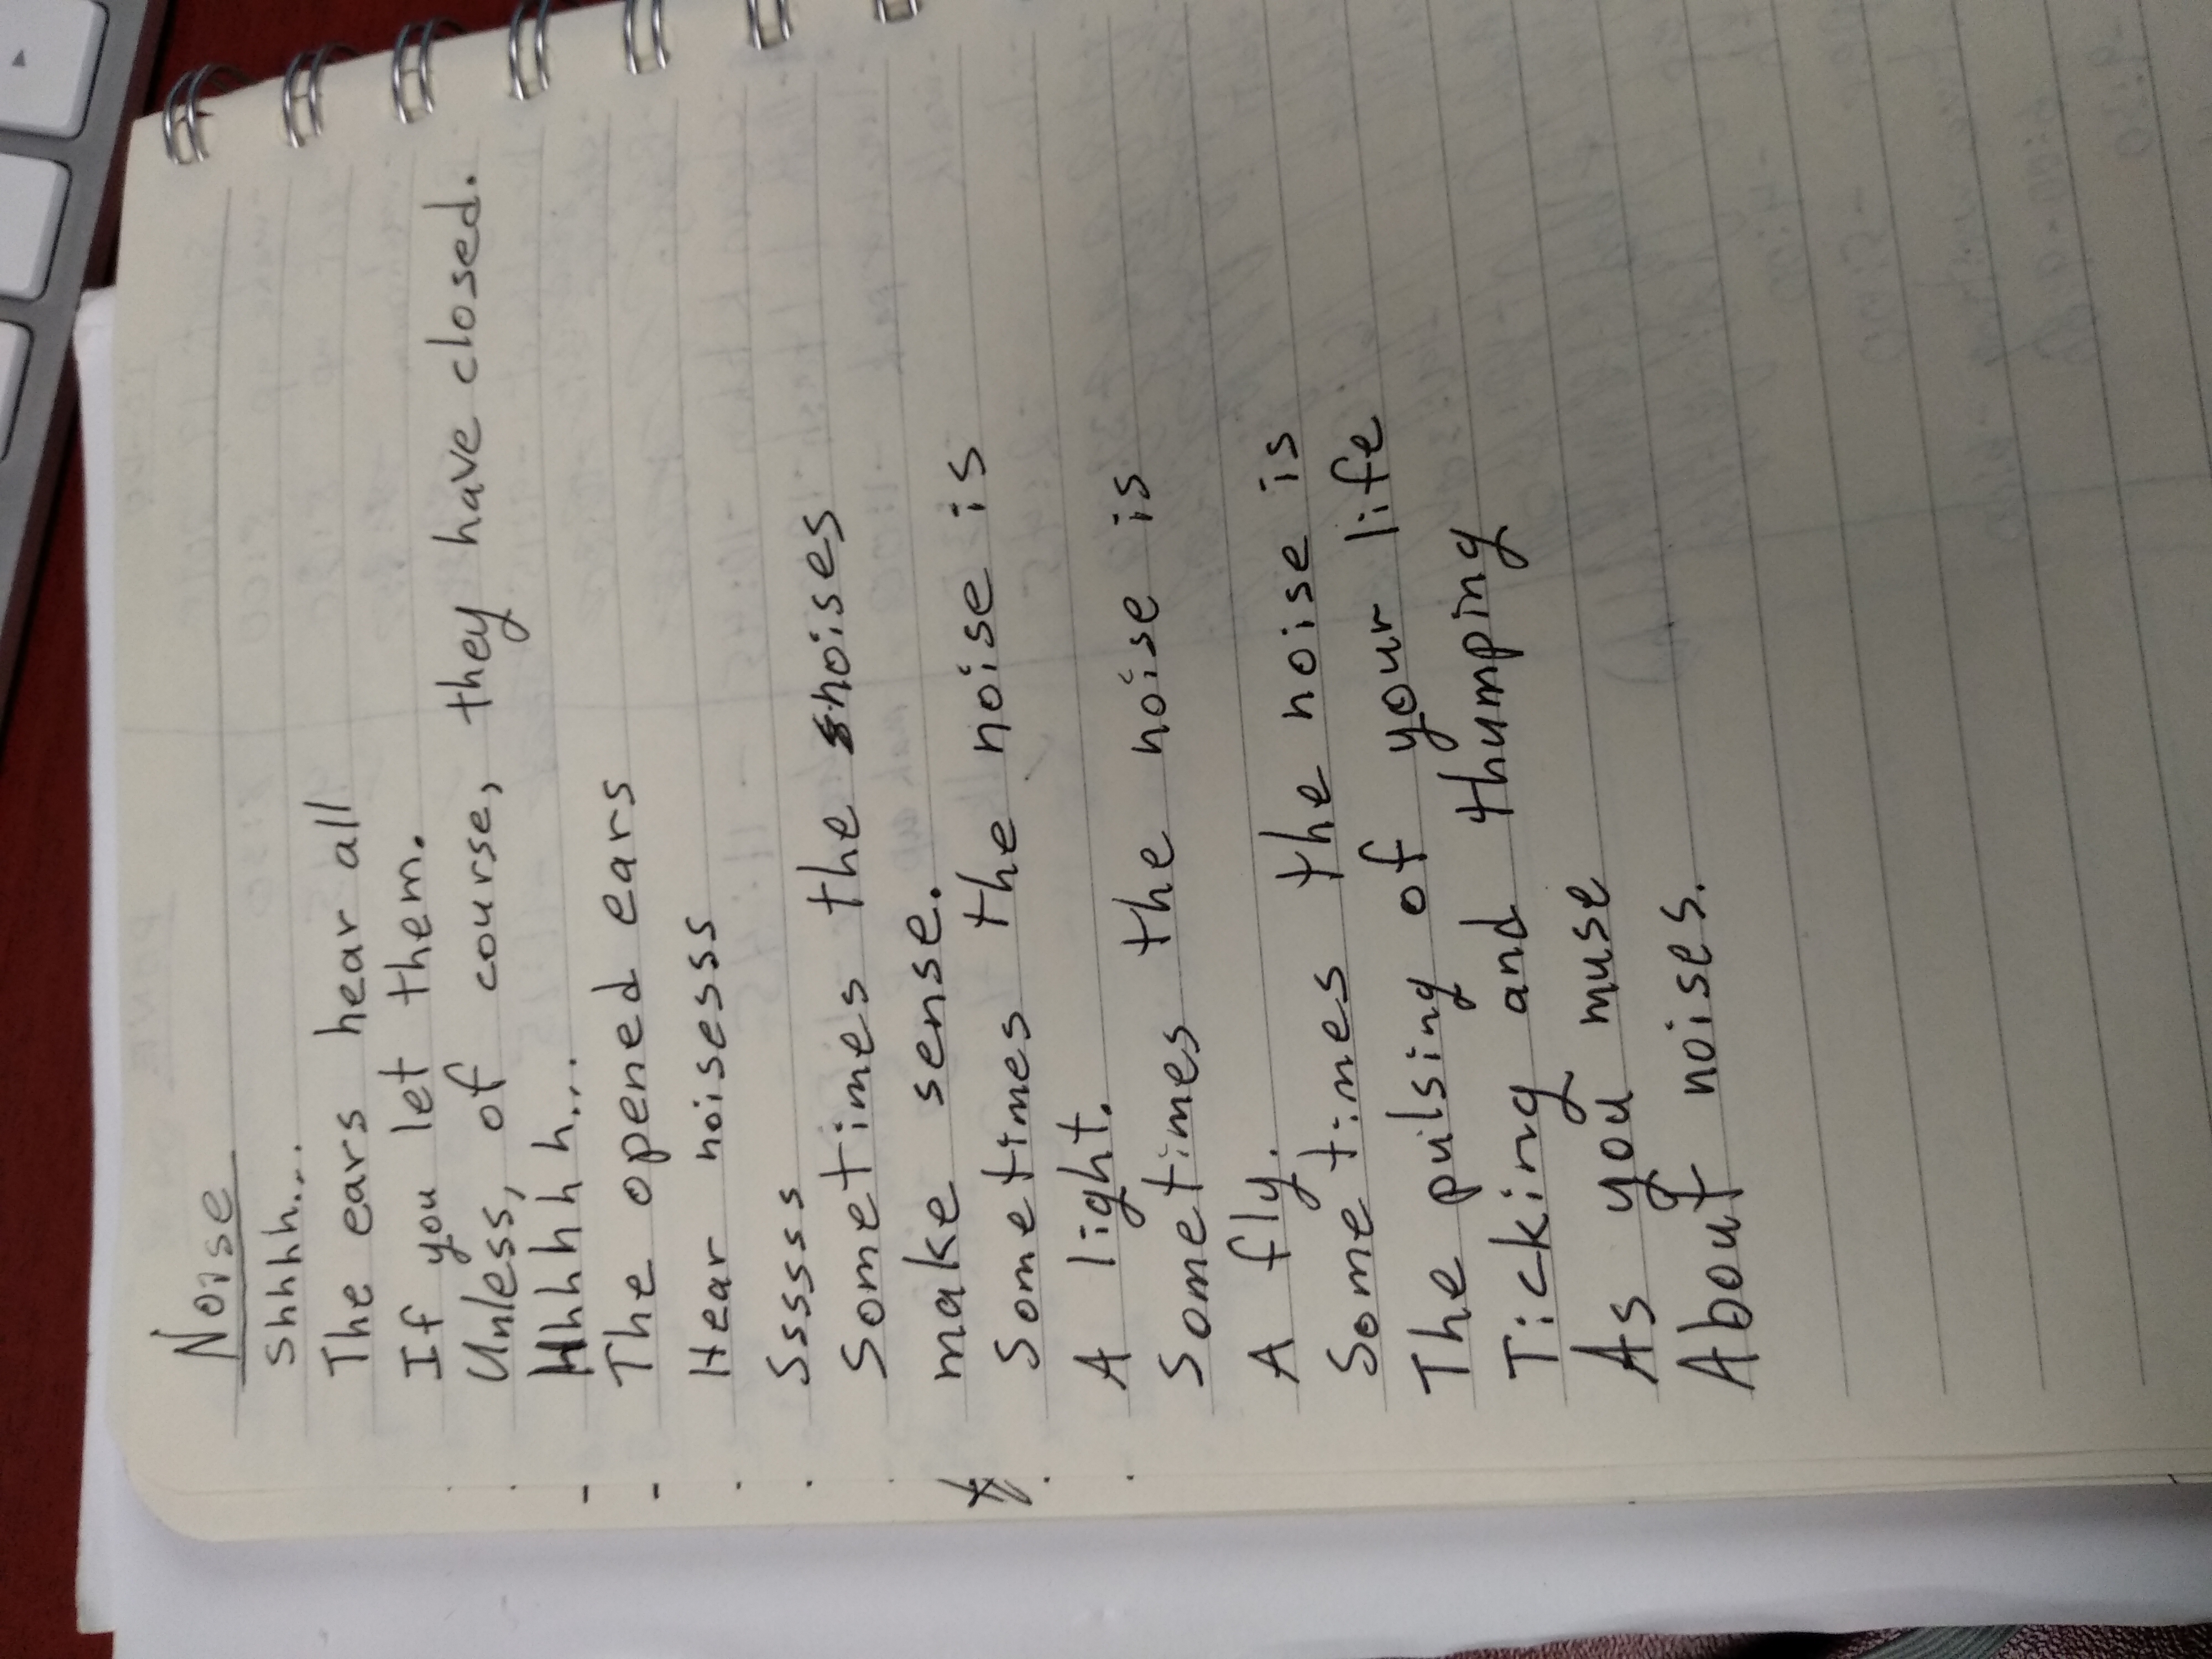 Noise
Shhhh...
The ears hear all
If you let them.
Unless, of course, they have closed.
Hhhhhh...
The opened ears
Hear noisesss
Ssssss
Sometimes the noises
make sense.
Sometimes the noise is
A light.
Sometimes the noise is
A fly.
Sometimes the noise is
The pulsing of your life
Ticking and thumping
As you muse
About noises.